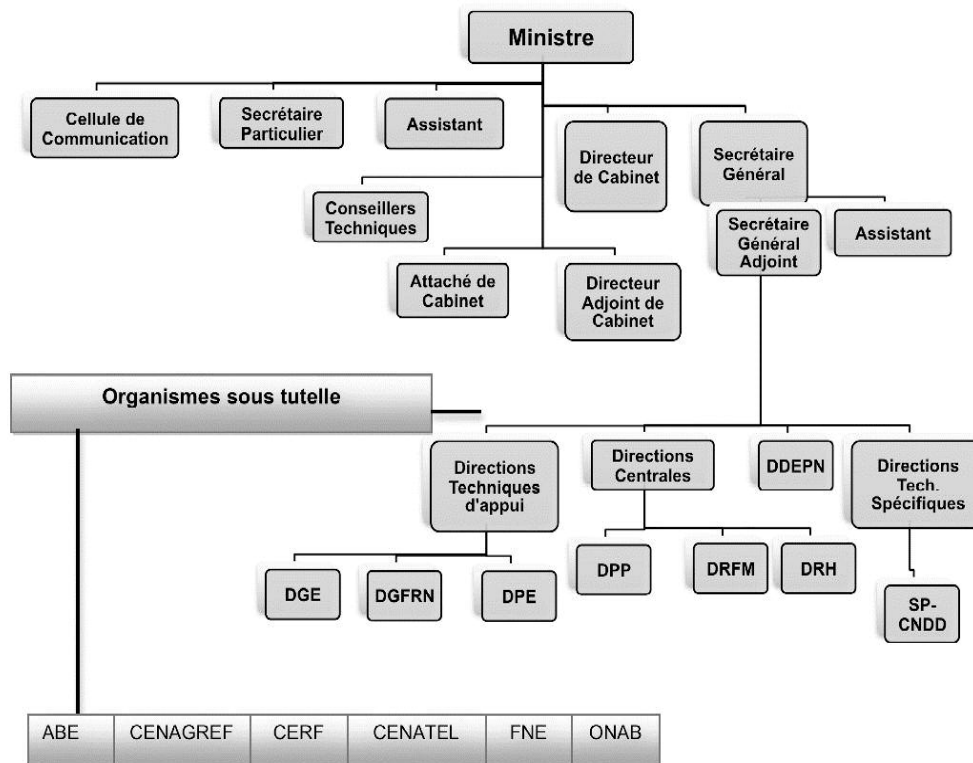 Ministre
Cellule de
Communication
Secrétaire
Particulier
Assistant
Directeur
de Cabinet
Secrétaire
Général
Conseillers
Techniques
Secrétaire
Général
Adjoint
Assistant
Attaché de
Cabinet
Directeur
Adjoint de
Cabinet
Organismes sous tutelle
Directions
Techniques
d'appui
Directions
Centrales
DDEPN
Directions
Tech.
Spécifiques
DGE
DGFRN
DPE
DPP
DRFM
DRH
SP-
CNDD
ABE
CENAGREF
CERF
CENATEL
FNE
ONAB